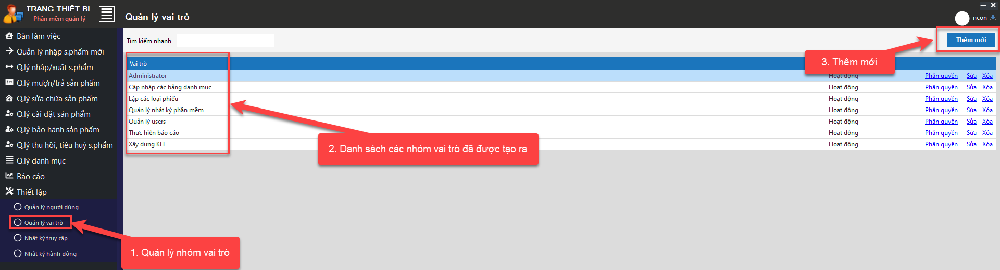 TRANG THIẾT BỊ
Phần mềm quản lý
Quản lý vai trò
ncon
Bàn làm việc
Quản lý nhập s.phẩm mới
Q.lý nhập/xuất s.phẩm
Q.lý mượn/trả sản phẩm
Q.lý sửa chữa sản phẩm
Q.lý cài đặt sản phẩm
Q.lý bảo hành sản phẩm
Q.lý thu hồi, tiêu huỷ s.phẩm
Q.lý danh mục
Báo cáo
Thiết lập
Quản lý người dùng
Quản lý vai trò
Nhật ký truy cập
Nhật ký hành động
Tìm kiếm nhanh
Thêm mới
Vai trò
Administrator Hoạt động Phân quyền Sửa Xóa
Cập nhập các bảng danh mục Hoạt động Phân quyền Sửa Xóa
Lập các loại phiếu Hoạt động Phân quyền Sửa Xóa
Quản lý nhật ký phần mềm Hoạt động Phân quyền Sửa Xóa
Quản lý users Hoạt động Phân quyền Sửa Xóa
Thực hiện báo cáo Hoạt động Phân quyền Sửa Xóa
Xây dựng KH Hoạt động Phân quyền Sửa Xóa
1. Quản lý nhóm vai trò
2. Danh sách các nhóm vai trò đã được tạo ra
3. Thêm mới